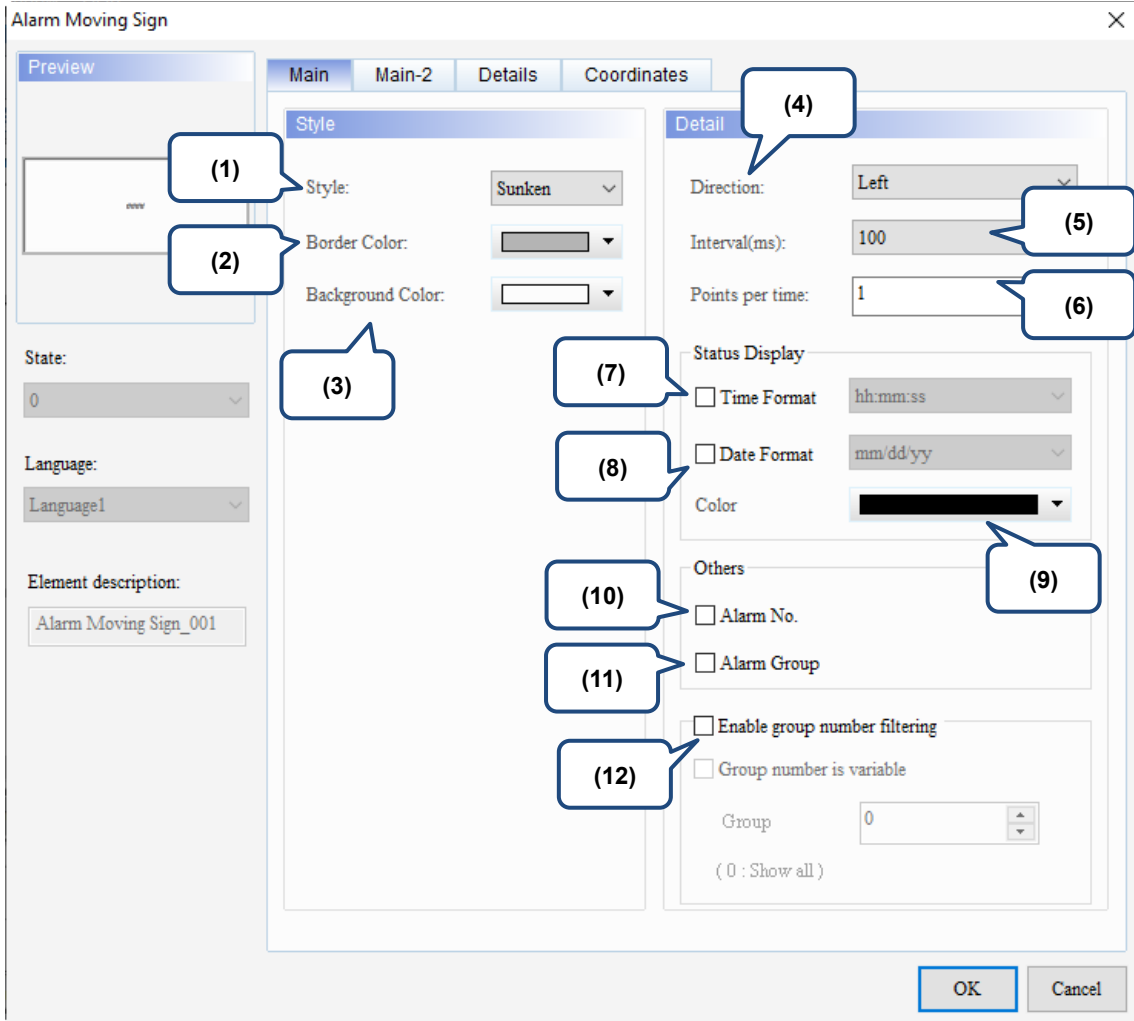 Alarm Moving Sign
Preview
State:
0
Language:
Language1
Element description:
Alarm Moving Sign_001
Main Main-2 Details Coordinates
Style
(1)
Style: Sunken
(2)
Border Color:
Background Color:
(3)
Detail
(4)
Direction: Left
Interval(ms): 100
(5)
Points per time: 1
(6)
Status Display
(7)
Time Format hh:mm:ss
(8)
Date Format mm/dd/yy
Color
(9)
Others
(10)
Alarm No.
(11)
Alarm Group
Enable group number filtering
(12)
Group number is variable
Group 0
( 0 : Show all )
OK Cancel